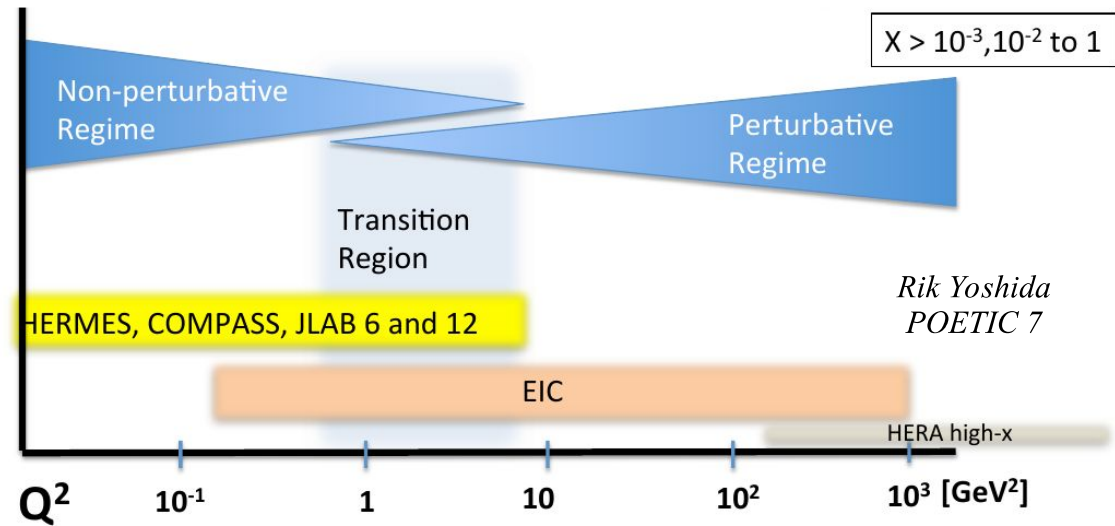 X > 10⁻³,10⁻² to 1
Non-perturbative
Regime
Perturbative
Regime
Transition
Region
HERMES, COMPASS, JLAB 6 and 12
Rik Yoshida
POETIC 7
EIC
HERA high-x
Q² 10⁻¹ 1 10 10² 10³ [GeV²]